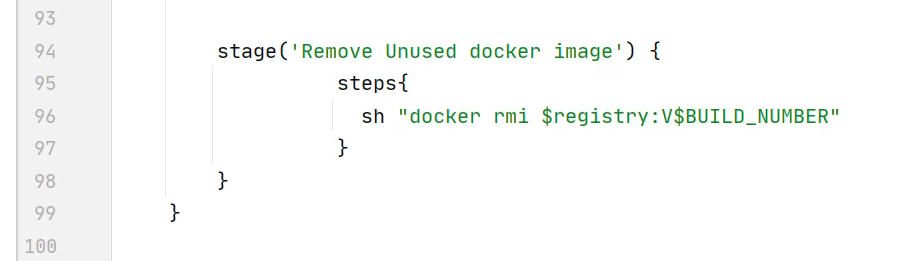 93
94 stage('Remove Unused docker image') {
95 steps{
96 sh "docker rmi $registry:V$BUILD_NUMBER"
97 }
98 }
99 }
100